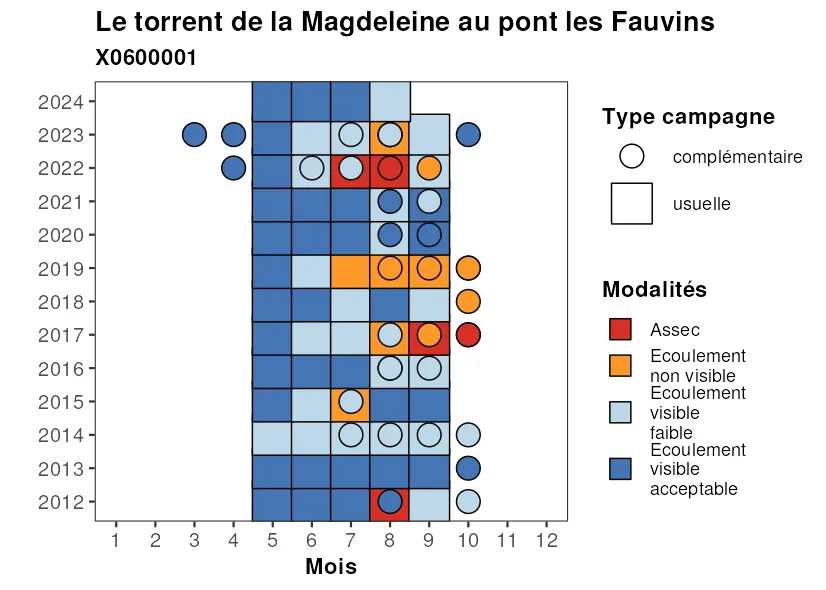 Le torrent de la Magdeleine au pont les Fauvins
X0600001
2024
2023
2022
2021
2020
2019
2018
2017
2016
2015
2014
2013
2012
1 2 3 4 5 6 7 8 9 10 11 12
Mois
Type campagne
complémentaire
usuelle
Modalités
Assec
Ecoulement
non visible
Ecoulement
visible
faible
Ecoulement
visible
acceptable